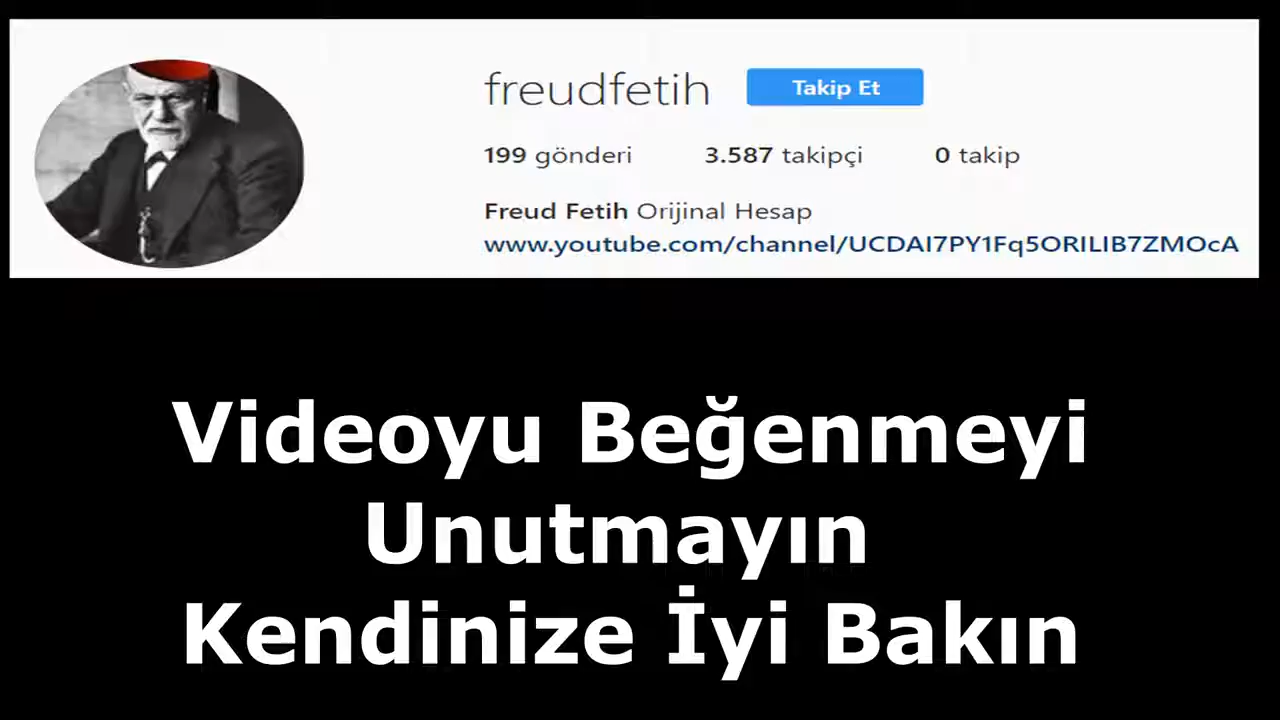 freudfetih Takip Et
199 gönderi 3.587 takipçi 0 takip
Freud Fetih Orijinal Hesap
www.youtube.com/channel/UCDAI7PY1Fq5ORILIB7ZMOcA
Videoyu Beğenmeyi
Unutmayın
Kendinize İyi Bakın